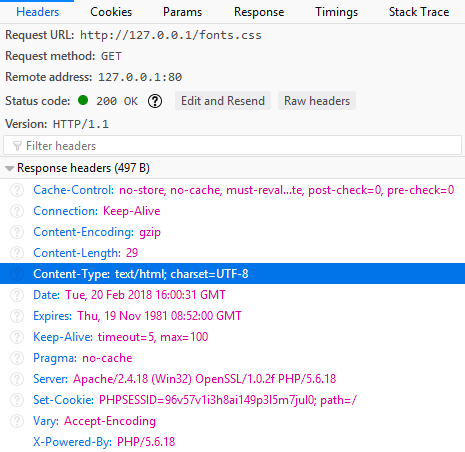 Headers Cookies Params Response Timings Stack Trace
Request URL: http://127.0.0.1/fonts.css
Request method: GET
Remote address: 127.0.0.1:80
Status code: 200 OK ? Edit and Resend Raw headers
Version: HTTP/1.1
Filter headers
Response headers (497 B)
? Cache-Control: no-store, no-cache, must-reval...te, post-check=0, pre-check=0
? Connection: Keep-Alive
? Content-Encoding: gzip
? Content-Length: 29
? Content-Type: text/html; charset=UTF-8
? Date: Tue, 20 Feb 2018 16:00:31 GMT
? Expires: Thu, 19 Nov 1981 08:52:00 GMT
? Keep-Alive: timeout=5, max=100
? Pragma: no-cache
? Server: Apache/2.4.18 (Win32) OpenSSL/1.0.2f PHP/5.6.18
? Set-Cookie: PHPSESSID=96v57v1i3h8ai149p3l5m7jul0; path=/
? Vary: Accept-Encoding
X-Powered-By: PHP/5.6.18